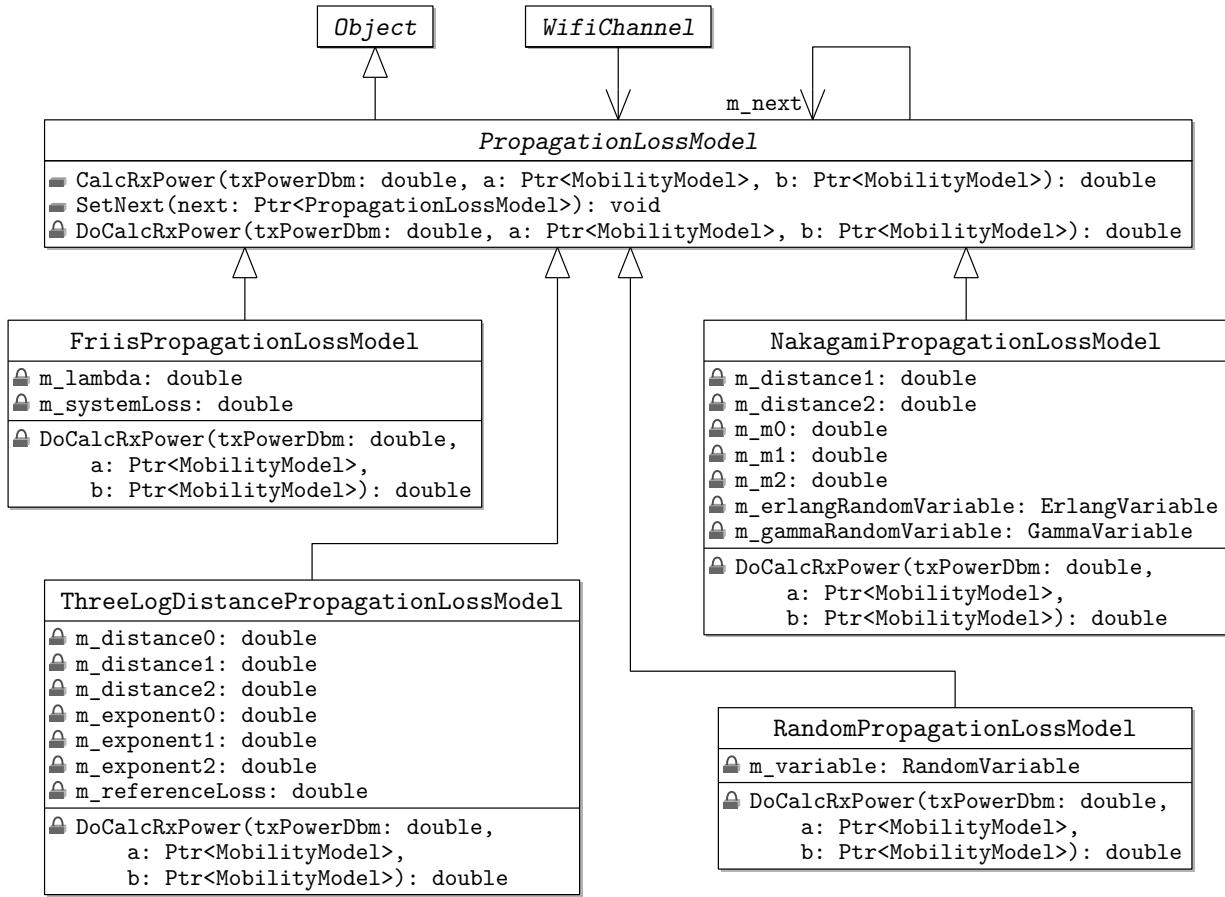 Object
WifiChannel
m_next
PropagationLossModel
CalcRxPower(txPowerDbm: double, a: Ptr<MobilityModel>, b: Ptr<MobilityModel>): double
SetNext(next: Ptr<PropagationLossModel>): void
DoCalcRxPower(txPowerDbm: double, a: Ptr<MobilityModel>, b: Ptr<MobilityModel>): double
FriisPropagationLossModel
m_lambda: double
m_systemLoss: double
DoCalcRxPower(txPowerDbm: double,
a: Ptr<MobilityModel>,
b: Ptr<MobilityModel>): double
NakagamiPropagationLossModel
m_distance1: double
m_distance2: double
m_m0: double
m_m1: double
m_m2: double
m_erlangRandomVariable: ErlangVariable
m_gammaRandomVariable: GammaVariable
DoCalcRxPower(txPowerDbm: double,
a: Ptr<MobilityModel>,
b: Ptr<MobilityModel>): double
ThreeLogDistancePropagationLossModel
m_distance0: double
m_distance1: double
m_distance2: double
m_exponent0: double
m_exponent1: double
m_exponent2: double
m_referenceLoss: double
DoCalcRxPower(txPowerDbm: double,
a: Ptr<MobilityModel>,
b: Ptr<MobilityModel>): double
RandomPropagationLossModel
m_variable: RandomVariable
DoCalcRxPower(txPowerDbm: double,
a: Ptr<MobilityModel>,
b: Ptr<MobilityModel>): double